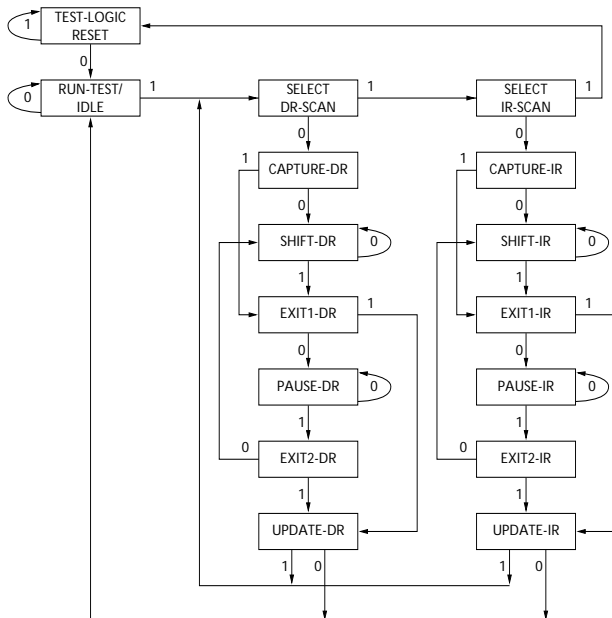 TEST-LOGIC
RESET
1
0
RUN-TEST/
IDLE
0
1
SELECT
DR-SCAN
1
SELECT
IR-SCAN
1
0
0
1
CAPTURE-DR
1
CAPTURE-IR
0
0
SHIFT-DR
0
SHIFT-IR
0
1
1
EXIT1-DR
1
EXIT1-IR
1
0
0
PAUSE-DR
0
PAUSE-IR
0
1
1
0
EXIT2-DR
0
EXIT2-IR
1
1
UPDATE-DR
UPDATE-IR
1
0
1
0